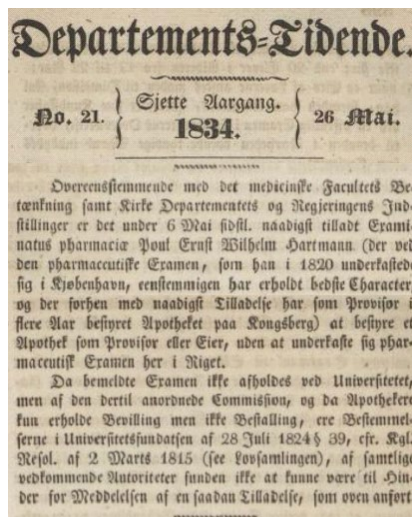 Departements-Tidende.
No. 21. Sjette Aargang. 1834. 26 Mai.
Overeensstemmende med det medicinske Facultets Be-
tænkning samt Kirke Departementets og Regjeringens Ind-
stillinger er det under 6 Mai sidstl. naadigst tilladt Exami-
natus pharmaciæ Poul Ernst Wilhelm Hartmann (der ved
den pharmaceutiske Examen, som han i 1820 underkastede
sig i Kjøbenhavn, eenstemmigen har erholdt bedste Character,
og der forhen med naadigst Tilladelse har som Provisor i
flere Aar bestyret Apotheket paa Kongsberg) at bestyre et
Apothek som Provisor eller Eier, uden at underkaste sig phar-
maceutisk Examen her i Riget.
Da bemeldte Examen ikke afholdes ved Universitetet,
men af den dertil anordnede Commission, og da Apothekere
kun erholde Bevilling men ikke Bestalling, ere Bestemmel-
serne i Universitetsfundatsen af 28 Juli 1824 § 39, cfr. Kgl.
Resol. af 2 Marts 1815 (see Lovsamlingen), af samtlige
vedkommende Autoriteter funden ikke at kunne være til Hin-
der for Meddelelsen af en saadan Tilladelse, som oven anført